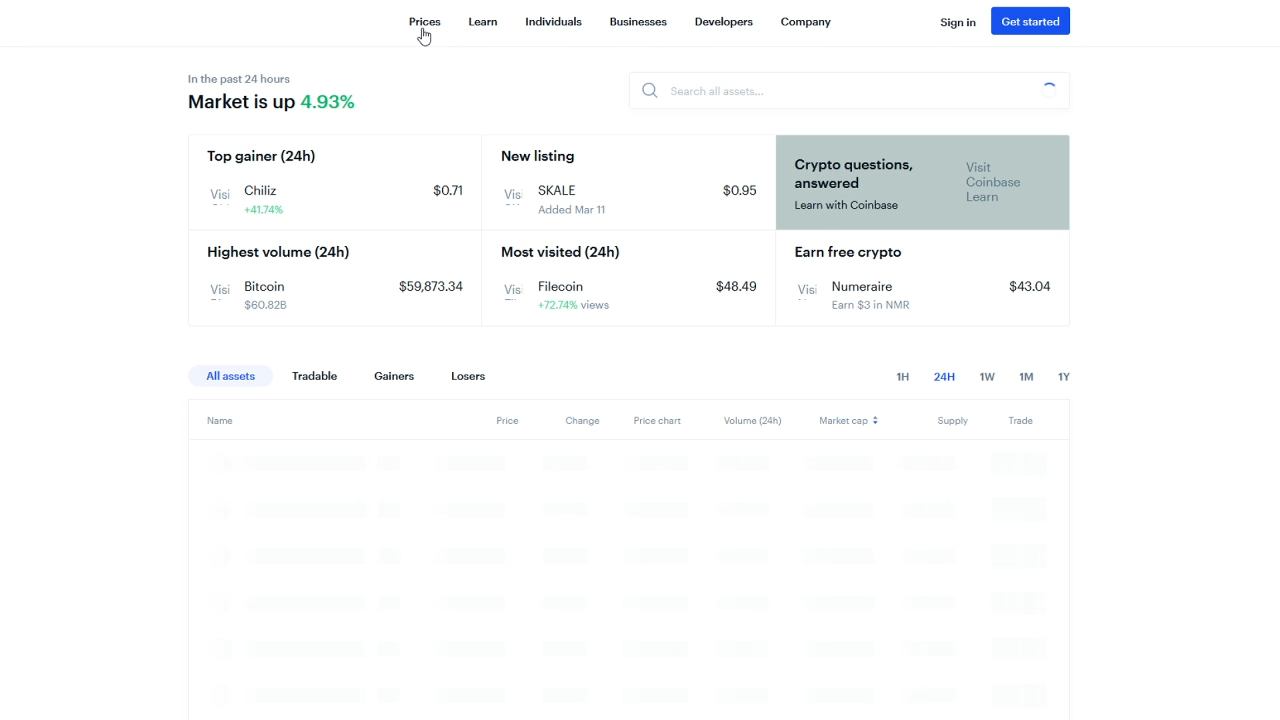 Prices Learn Individuals Businesses Developers Company Sign in Get started
In the past 24 hours
Market is up 4.93%
Search all assets...
Top gainer (24h)
Visi
Chiliz
$0.71
+41.74%
New listing
Visi
SKALE
$0.95
Added Mar 11
Crypto questions,
answered
Learn with Coinbase
Visit
Coinbase
Learn
Highest volume (24h)
Visi
Bitcoin
$59,873.34
$60.82B
Most visited (24h)
Visi
Filecoin
$48.49
+72.74% views
Earn free crypto
Visi
Numeraire
$43.04
Earn $3 in NMR
All assets Tradable Gainers Losers 1H 24H 1W 1M 1Y
Name Price Change Price chart Volume (24h) Market cap Supply Trade